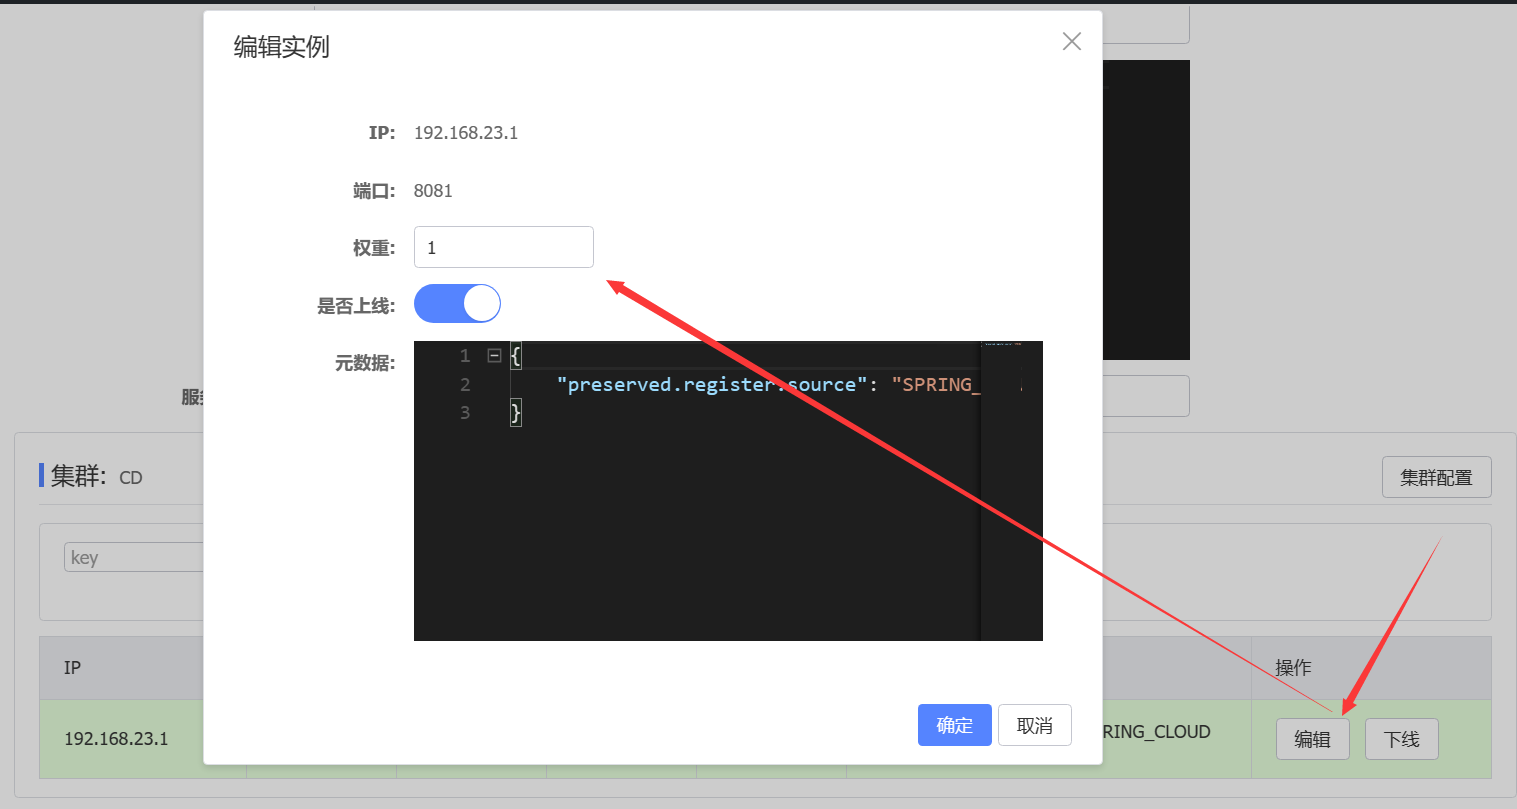 编辑实例
IP: 192.168.23.1
端口: 8081
权重: 1
是否上线:
元数据:
1 {
2 "preserved.register.source": "SPRING_
3 }
服务
集群: CD
集群配置
key
IP 操作
192.168.23.1 RING_CLOUD 编辑 下线
确定 取消